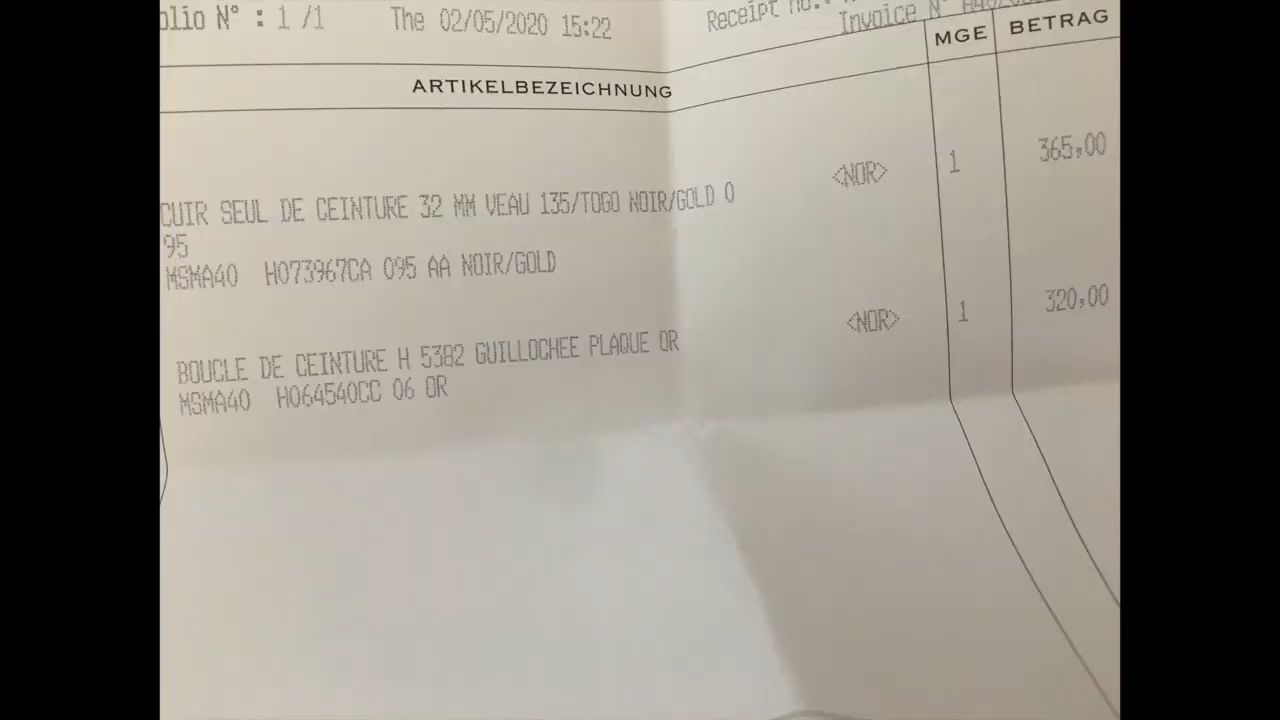 N° : 1 /1
The 02/05/2020 15:22
Receipt no.:
Invoice N°
ARTIKELBEZEICHNUNG
MGE
BETRAG
CUIR SEUL DE CEINTURE 32 MM VEAU 135/TOGO NOIR/GOLD 0
<NOR> 1 365,00
95
MSMA40 H073967CA 095 AA NOIR/GOLD
BOUCLE DE CEINTURE H 5382 GUILLOCHEE PLAQUE OR
<NOR> 1 320,00
MSMA40 H064540CC 06 OR